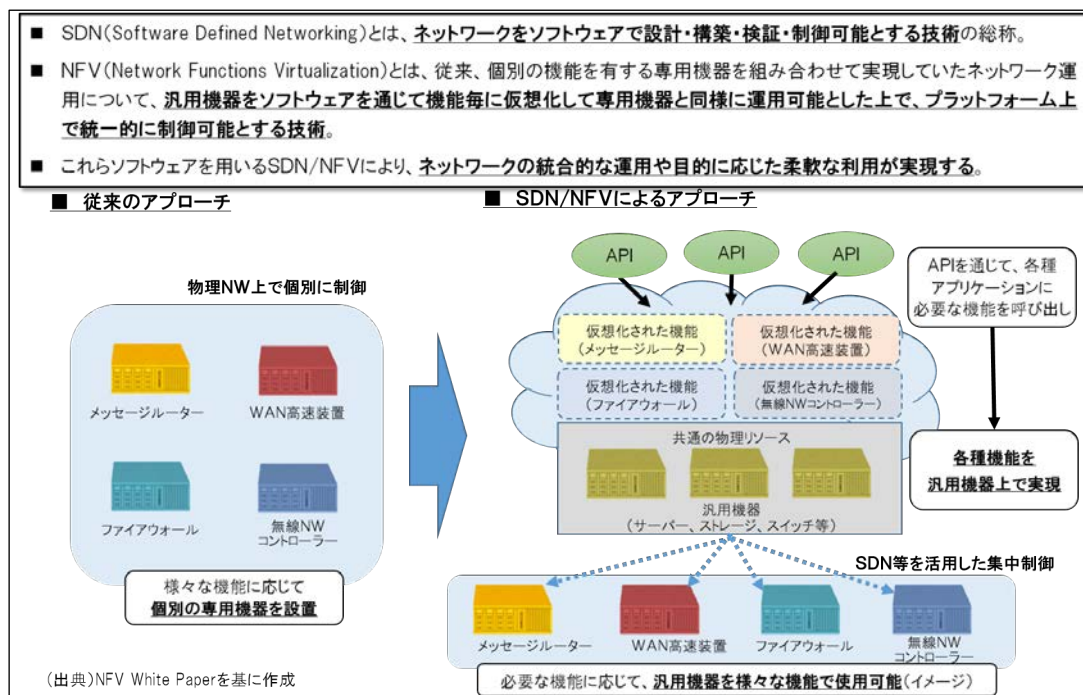 ■ SDN(Software Defined Networking)とは、ネットワークをソフトウェアで設計・構築・検証・制御可能とする技術の総称。
■ NFV(Network Functions Virtualization)とは、従来、個別の機能を有する専用機器を組み合わせて実現していたネットワーク運
用について、汎用機器をソフトウェアを通じて機能毎に仮想化して専用機器と同様に運用可能とした上で、プラットフォーム上
で統一的に制御可能とする技術。
■ これらソフトウェアを用いるSDN/NFVにより、ネットワークの統合的な運用や目的に応じた柔軟な利用が実現する。
■ 従来のアプローチ
物理NW上で個別に制御
メッセージルーター
WAN高速装置
ファイアウォール
無線NW
コントローラー
様々な機能に応じて
個別の専用機器を設置
(出典)NFV White Paperを基に作成
■ SDN/NFVによるアプローチ
API
API
API
APIを通じて、各種
アプリケーションに
必要な機能を呼び出し
仮想化された機能
(メッセージルーター)
仮想化された機能
(WAN高速装置)
仮想化された機能
(ファイアウォール)
仮想化された機能
(無線NWコントローラー)
共通の物理リソース
汎用機器
(サーバー、ストレージ、スイッチ等)
各種機能を
汎用機器上で実現
SDN等を活用した集中制御
メッセージルーター
WAN高速装置
ファイアウォール
無線NW
コントローラー
必要な機能に応じて、汎用機器を様々な機能で使用可能(イメージ)